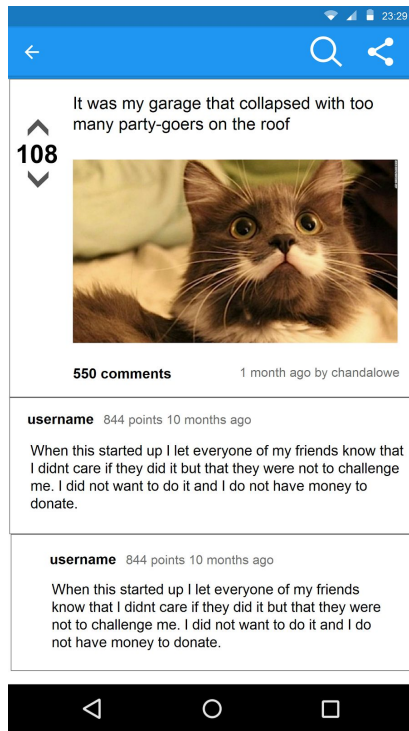 23:29
It was my garage that collapsed with too
many party-goers on the roof
108
550 comments
1 month ago by chandalowe
username 844 points 10 months ago
When this started up I let everyone of my friends know that
I didnt care if they did it but that they were not to challenge
me. I did not want to do it and I do not have money to
donate.
username 844 points 10 months ago
When this started up I let everyone of my friends
know that I didnt care if they did it but that they were
not to challenge me. I did not want to do it and I do
not have money to donate.